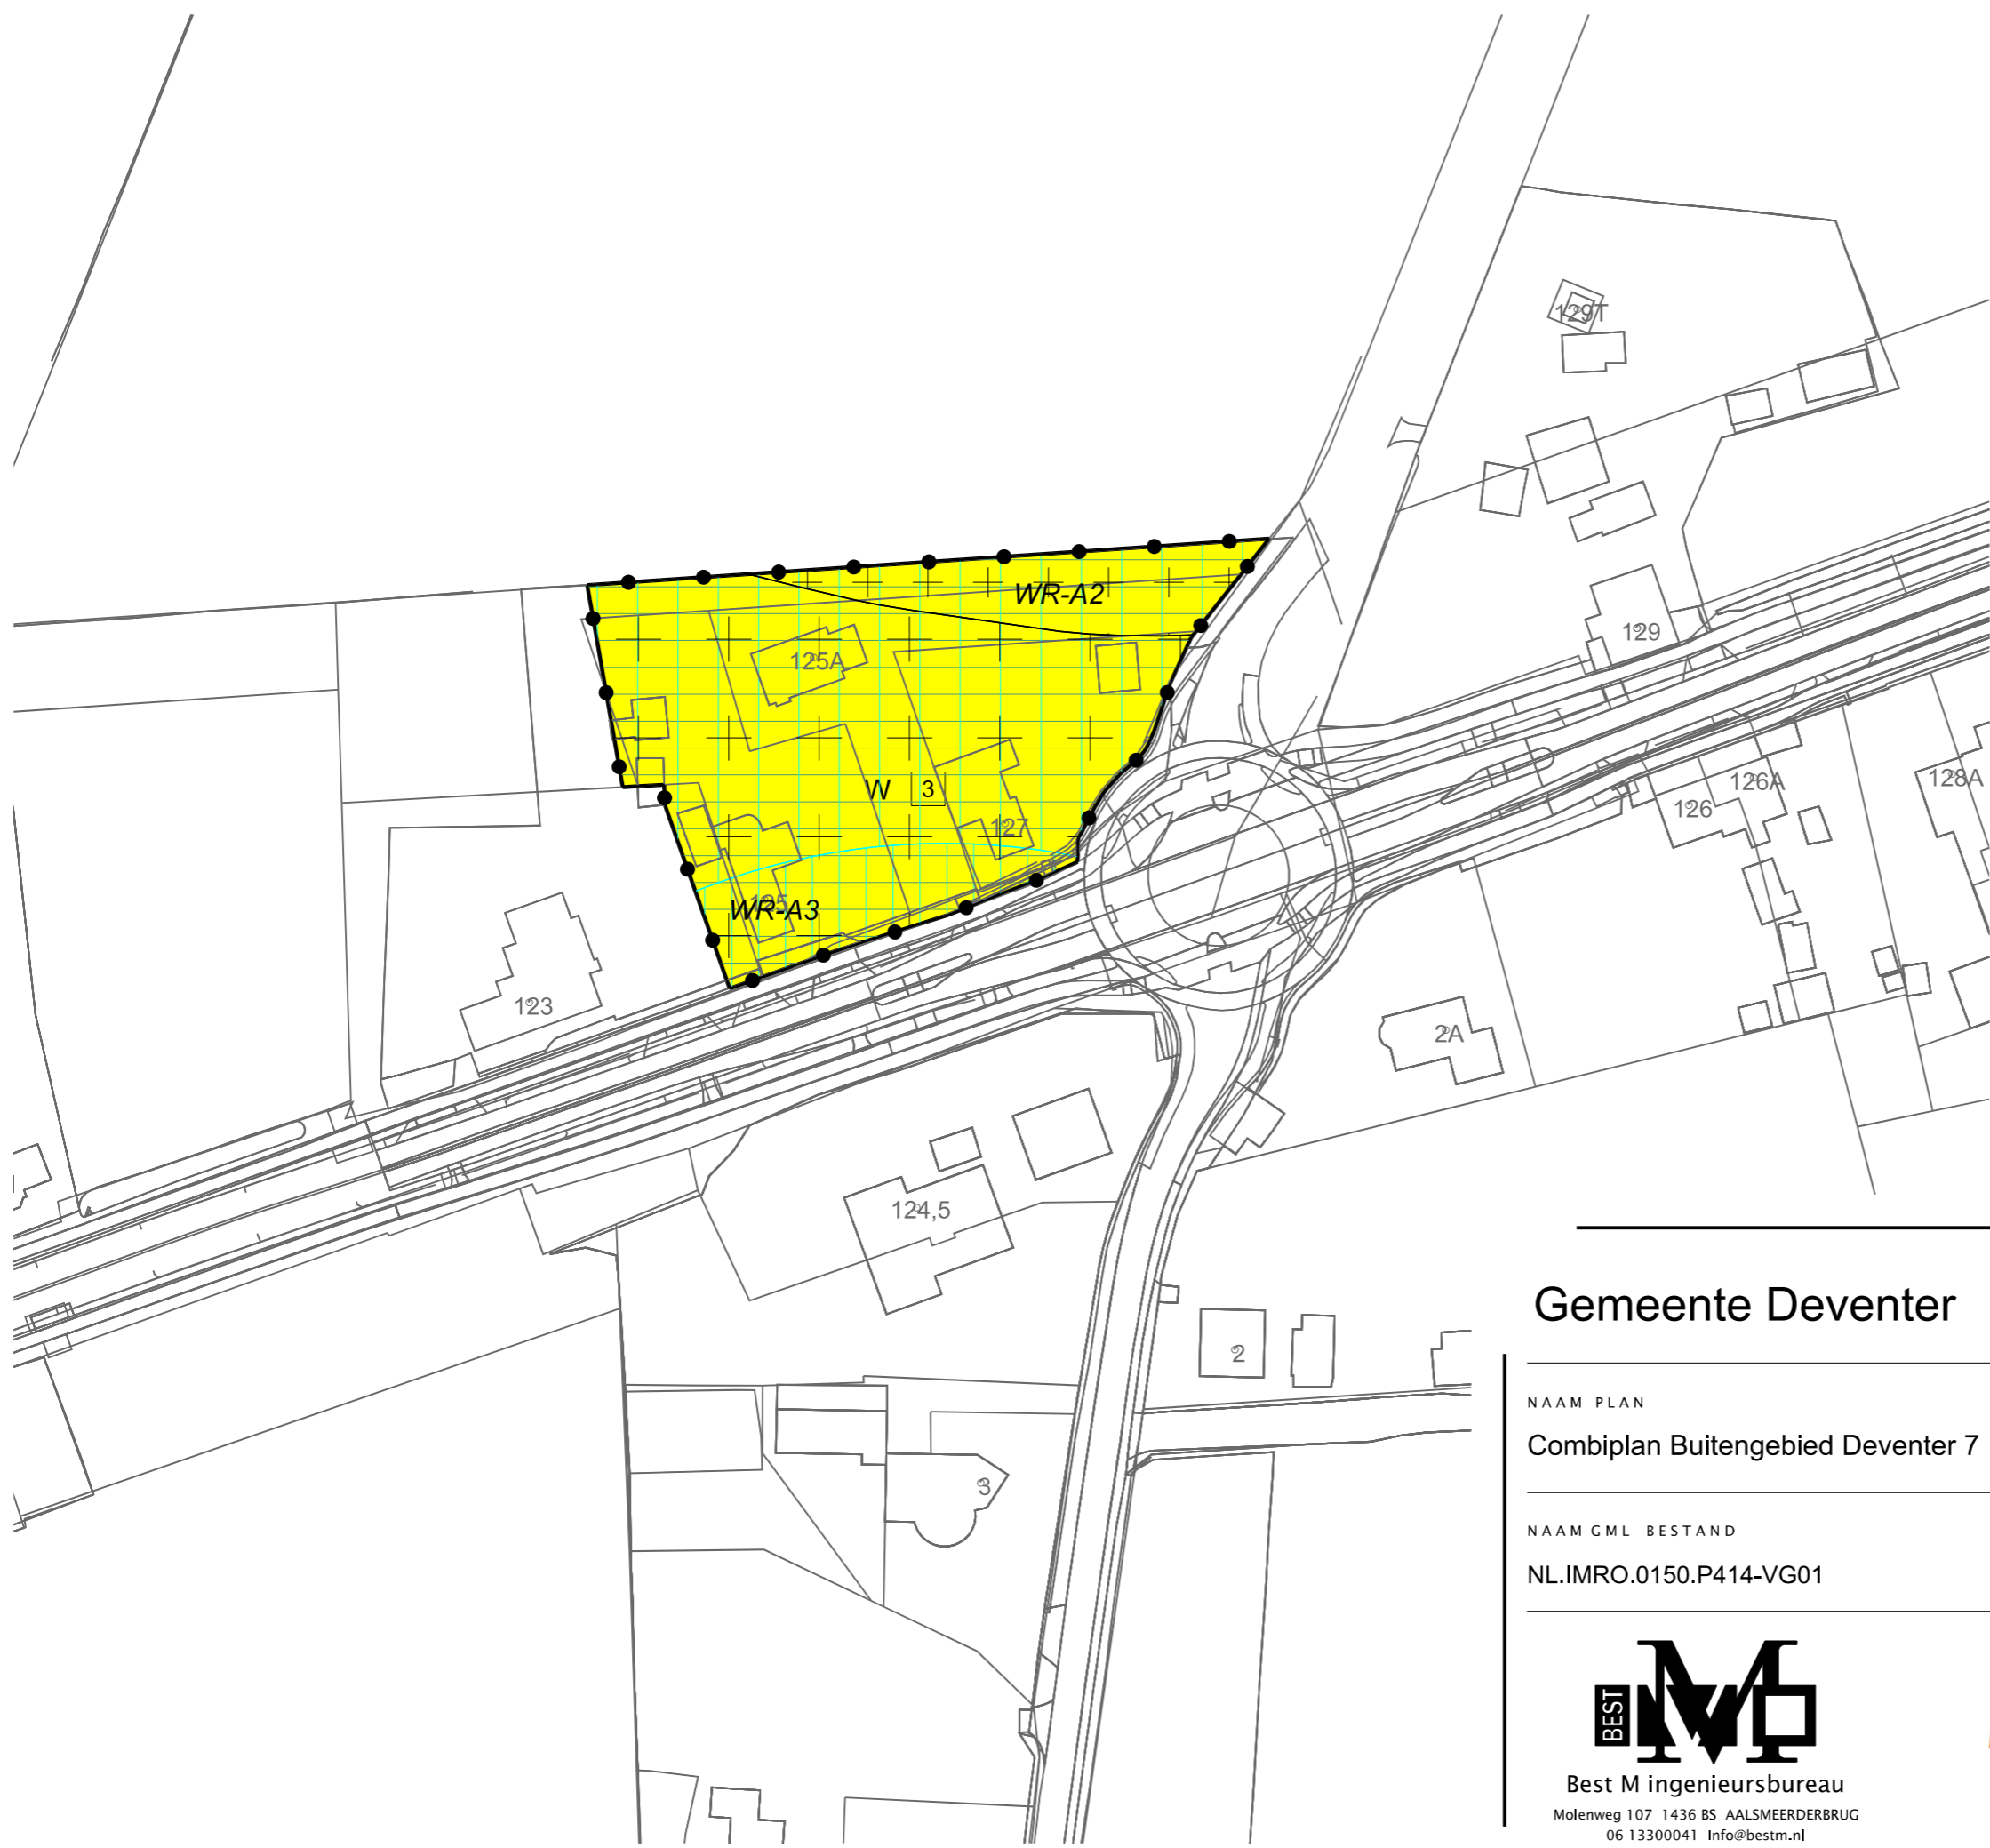 129T
WR-A2
129
125A
126A
128A
W 3
126
127
125
WR-A3
123
2A
124,5
2
3
Gemeente Deventer
NAAM PLAN
Combiplan Buitengebied Deventer 7
NAAM GML-BESTAND
NL.IMRO.0150.P414-VG01
BEST M
Best M ingenieursbureau
Molenweg 107 1436 BS AALSMEERDERBRUG
06 13300041 Info@bestm.nl